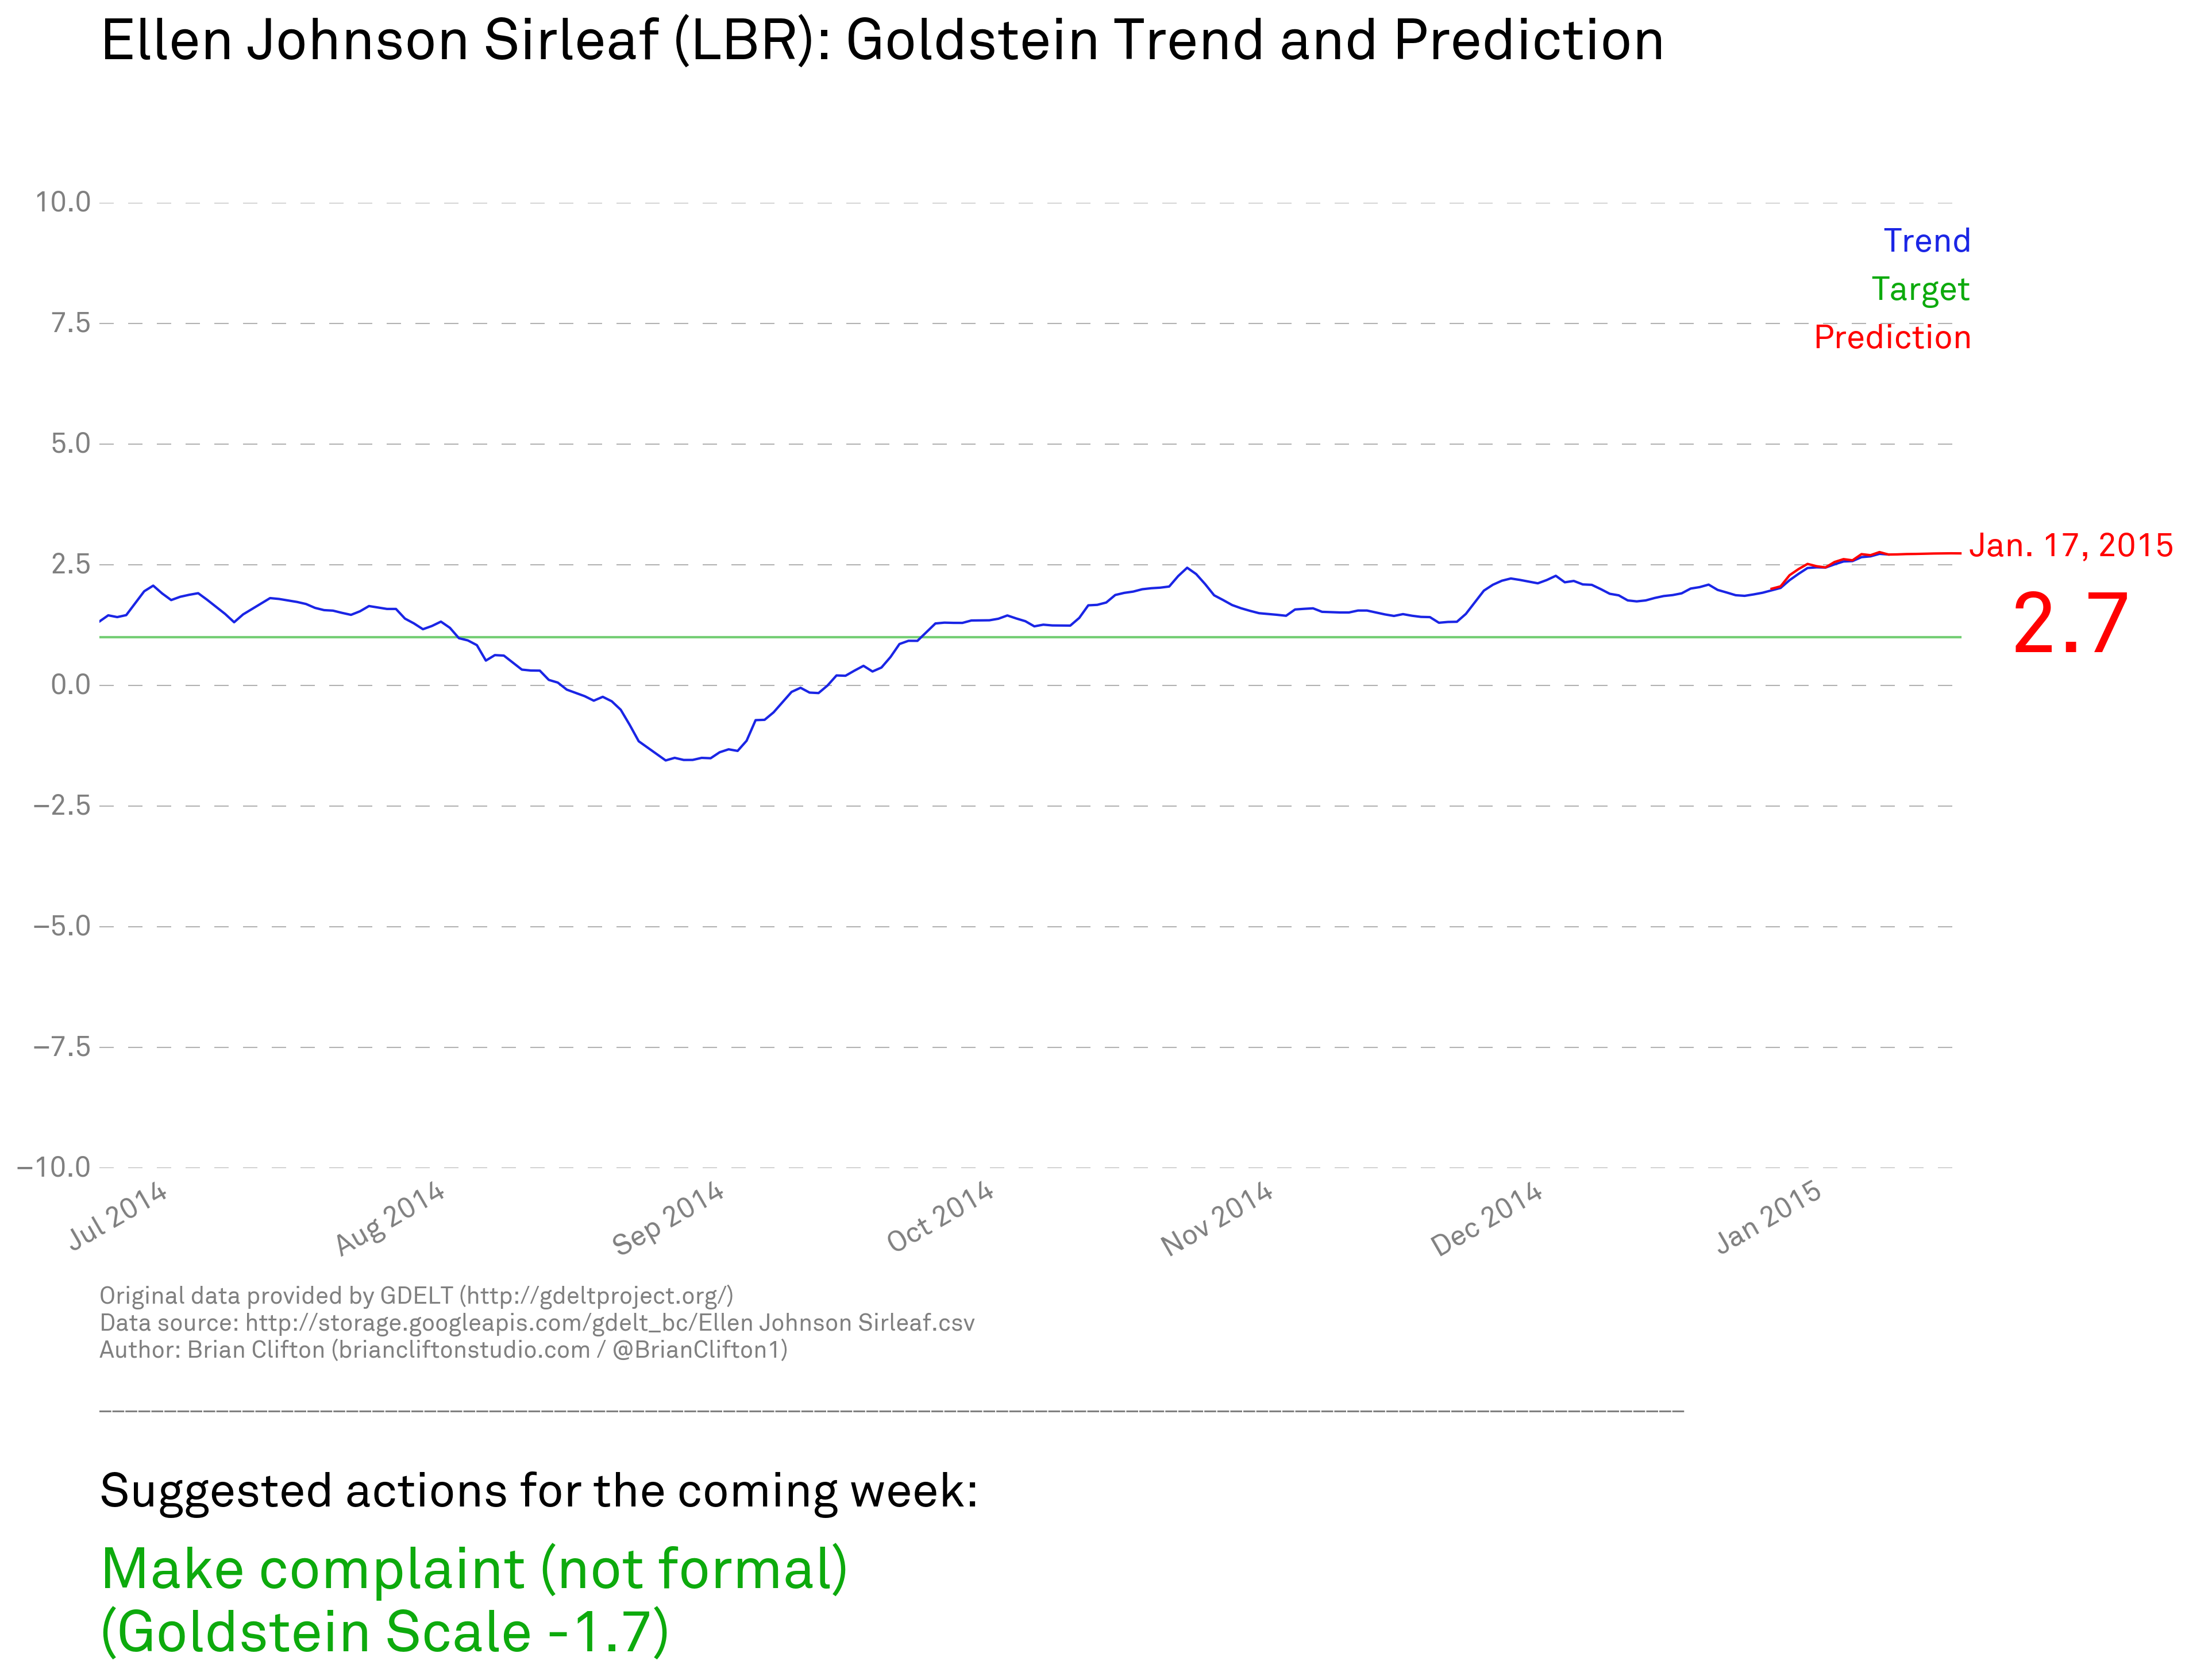 Ellen Johnson Sirleaf (LBR): Goldstein Trend and Prediction
10.0
Trend
Target
7.5
Prediction
5.0
2.5
Jan. 17, 2015
2.7
0.0
−2.5
−5.0
−7.5
−10.0
Jul 2014
Aug 2014
Sep 2014
Oct 2014
Nov 2014
Dec 2014
Jan 2015
Original data provided by GDELT (http://gdeltproject.org/)
Data source: http://storage.googleapis.com/gdelt_bc/Ellen Johnson Sirleaf.csv
Author: Brian Clifton (briancliftonstudio.com / @BrianClifton1)
Suggested actions for the coming week:
Make complaint (not formal)
(Goldstein Scale -1.7)